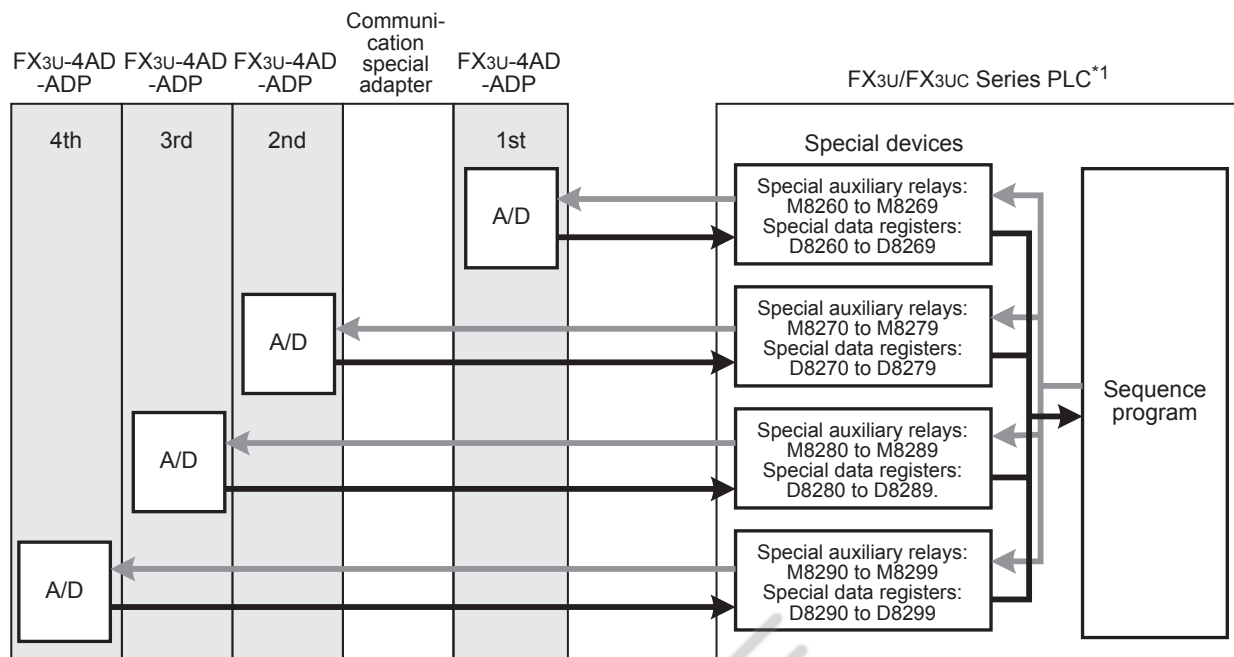 Communi-
cation
special
adapter
FX3U-4AD
-ADP
FX3U-4AD
-ADP
FX3U-4AD
-ADP
FX3U-4AD
-ADP
FX3U/FX3UC Series PLC*1
4th
3rd
2nd
1st
Special devices
A/D
Special auxiliary relays:
M8260 to M8269
Special data registers:
D8260 to D8269
A/D
Special auxiliary relays:
M8270 to M8279
Special data registers:
D8270 to D8279
Sequence
program
A/D
Special auxiliary relays:
M8280 to M8289
Special data registers:
D8280 to D8289.
A/D
Special auxiliary relays:
M8290 to M8299
Special data registers:
D8290 to D8299